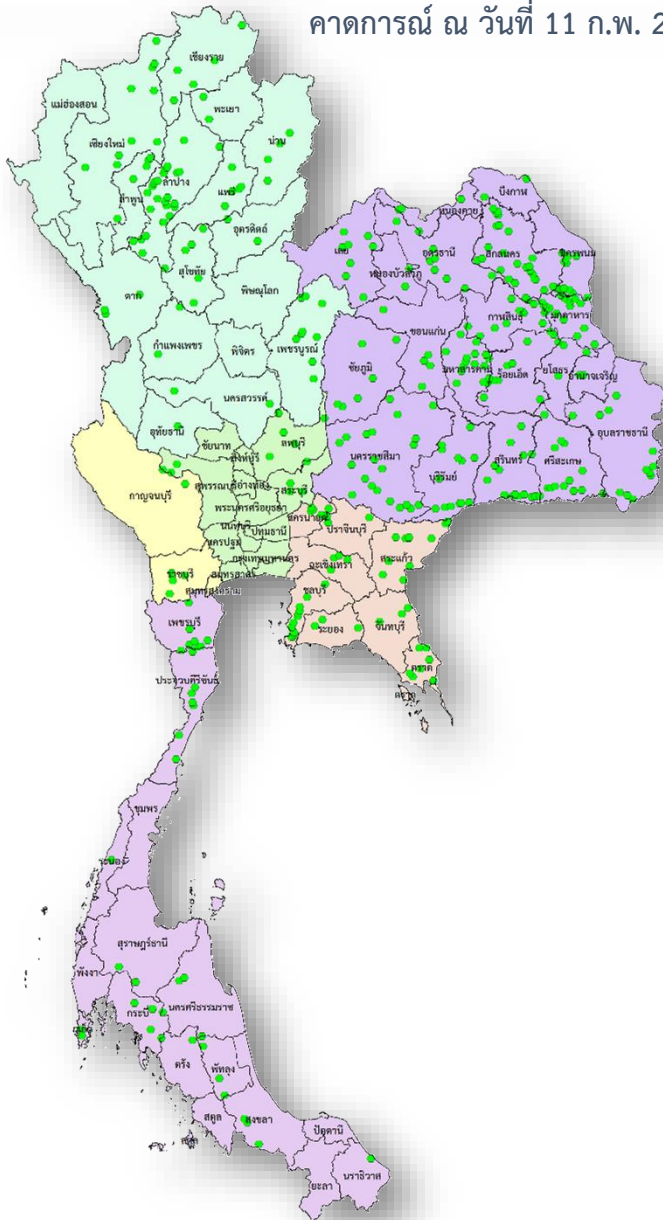 คาดการณ์ ณ วันที่ 11 ก.พ. 2
เชียงราย
แม่ฮ่องสอน
พะเยา
เชียงใหม่
น่าน
ลำปาง
แพร่
ลำพูน
อุตรดิตถ์
สุโขทัย
ตาก
พิษณุโลก
กำแพงเพชร
พิจิตร
เพชรบูรณ์
นครสวรรค์
อุทัยธานี
บึงกาฬ
หนองคาย
เลย
อุดรธานี
สกลนคร
นครพนม
หนองบัวลำภู
กาฬสินธุ์
มุกดาหาร
ขอนแก่น
ชัยภูมิ
มหาสารคาม
ร้อยเอ็ด
ยโสธร
อำนาจเจริญ
อุบลราชธานี
นครราชสีมา
บุรีรัมย์
สุรินทร์
ศรีสะเกษ
ชัยนาท
ลพบุรี
สิงห์บุรี
กาญจนบุรี
สุพรรณบุรี
อ่างทอง
สระบุรี
พระนครศรีอยุธยา
นครนายก
ปราจีนบุรี
นนทบุรี
ปทุมธานี
นครปฐม
สระแก้ว
กรุงเทพมหานคร
ฉะเชิงเทรา
ราชบุรี
สมุทรสาคร
สมุทรสงคราม
ชลบุรี
เพชรบุรี
ระยอง
จันทบุรี
ตราด
ตราด
ประจวบคีรีขันธ์
ชุมพร
ระนอง
สุราษฎร์ธานี
พังงา
นครศรีธรรมราช
กระบี่
ภูเก็ต
ตรัง
พัทลุง
สตูล
สงขลา
สตูล
ปัตตานี
ยะลา
นราธิวาส